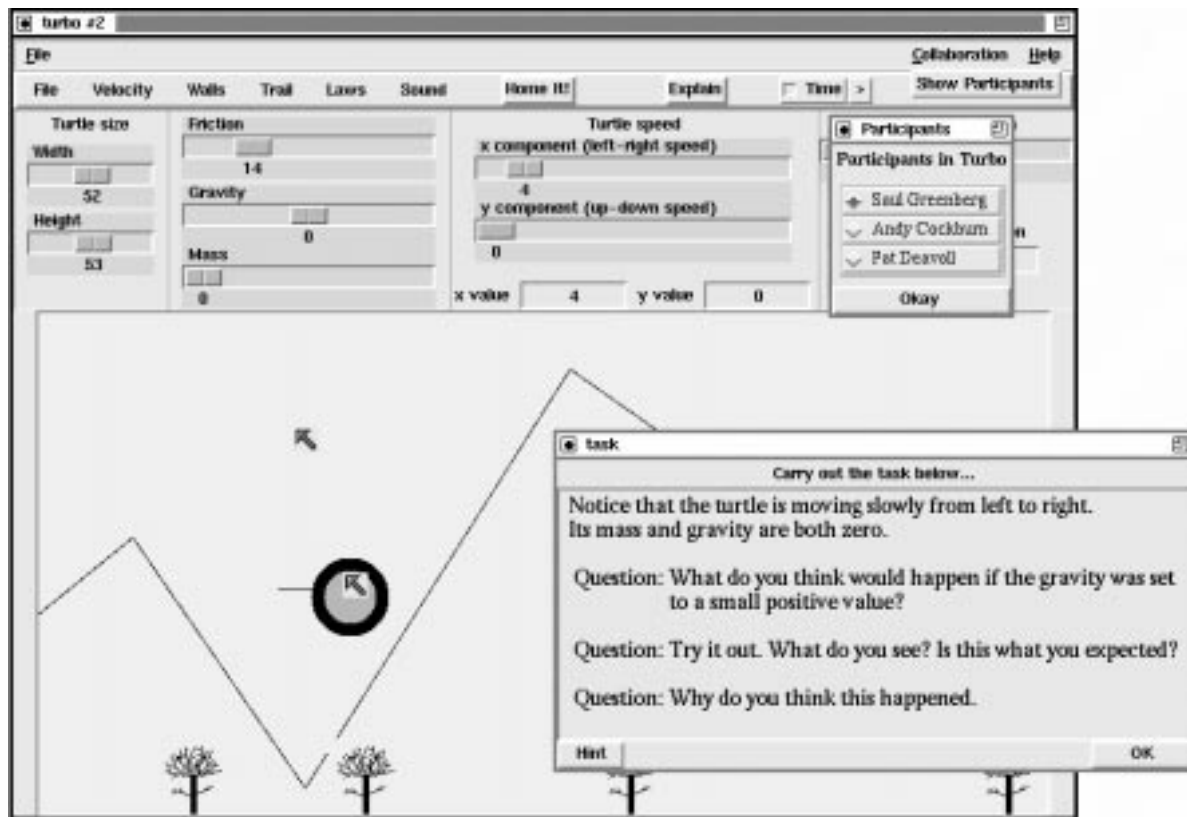 turbo #2
File Collaboration Help
File Velocity Walls Trail Laws Sound Home It! Explain Time > Show Participants
Turtle size
Width
52
Height
53
Friction
14
Gravity
0
Mass
0
Turtle speed
x component (left-right speed)
4
y component (up-down speed)
0
x value 4 y value 0
Participants
Participants in Turbo
Saul Greenberg
Andy Cockburn
Pat Deavoll
Okay
task
Carry out the task below...
Notice that the turtle is moving slowly from left to right.
Its mass and gravity are both zero.
Question: What do you think would happen if the gravity was set
to a small positive value?
Question: Try it out. What do you see? Is this what you expected?
Question: Why do you think this happened.
Hint OK